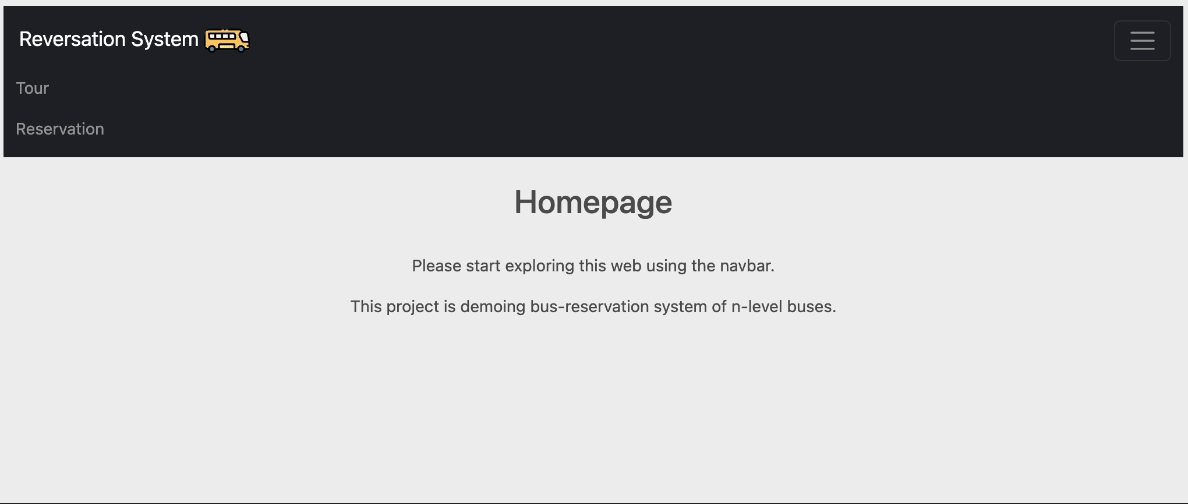 Reversation System
Tour
Reservation
Homepage
Please start exploring this web using the navbar.
This project is demoing bus-reservation system of n-level buses.